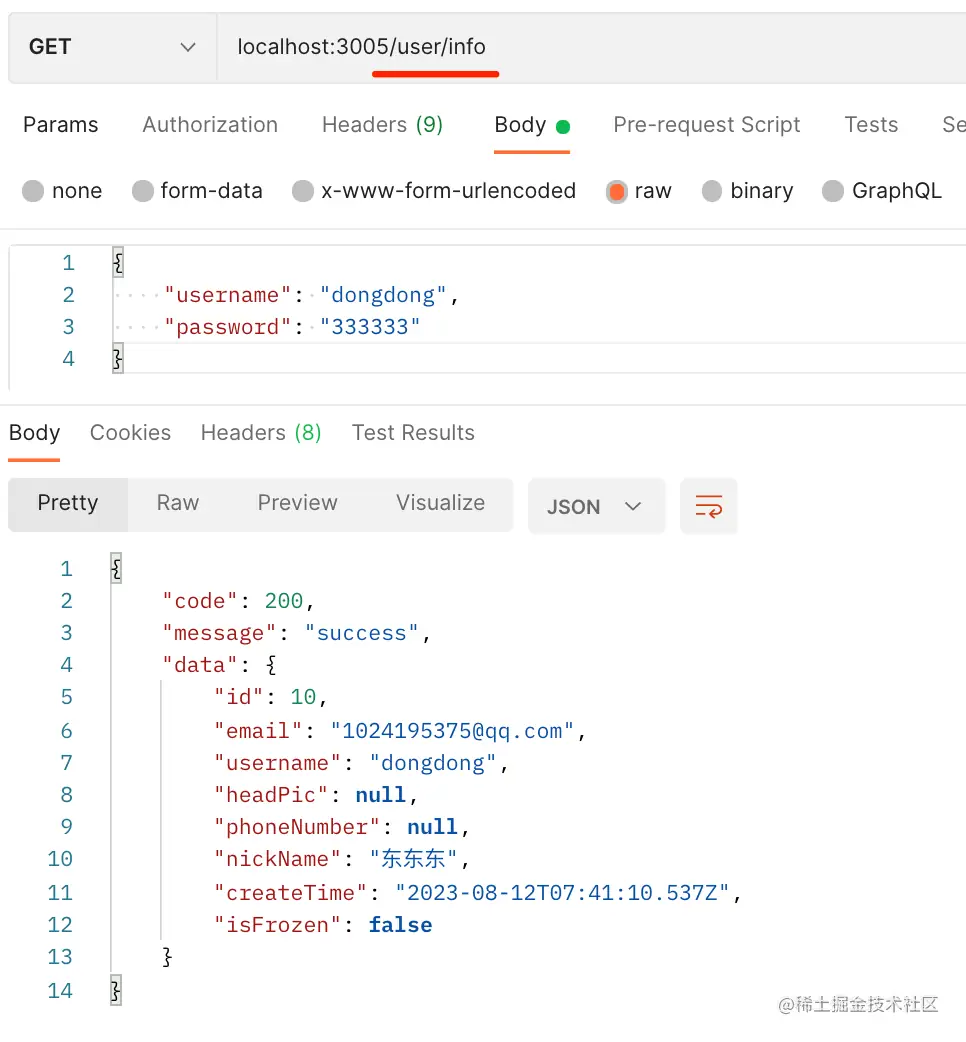 GET localhost:3005/user/info
Params Authorization Headers (9) Body Pre-request Script Tests Se
none form-data x-www-form-urlencoded raw binary GraphQL
1 {
2 "username": "dongdong",
3 "password": "333333"
4 }
Body Cookies Headers (8) Test Results
Pretty Raw Preview Visualize JSON
1 {
2 "code": 200,
3 "message": "success",
4 "data": {
5 "id": 10,
6 "email": "1024195375@qq.com",
7 "username": "dongdong",
8 "headPic": null,
9 "phoneNumber": null,
10 "nickName": "东东东",
11 "createTime": "2023-08-12T07:41:10.537Z",
12 "isFrozen": false
13 }
14 }
@稀土掘金技术社区